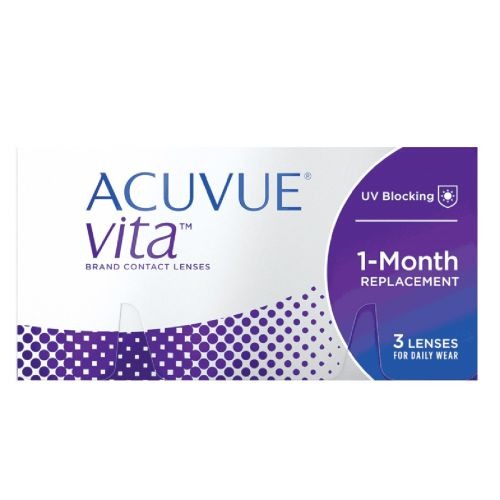 ACUVUE®
vita™
BRAND CONTACT LENSES
UV Blocking
1-Month
REPLACEMENT
3 LENSES
FOR DAILY WEAR